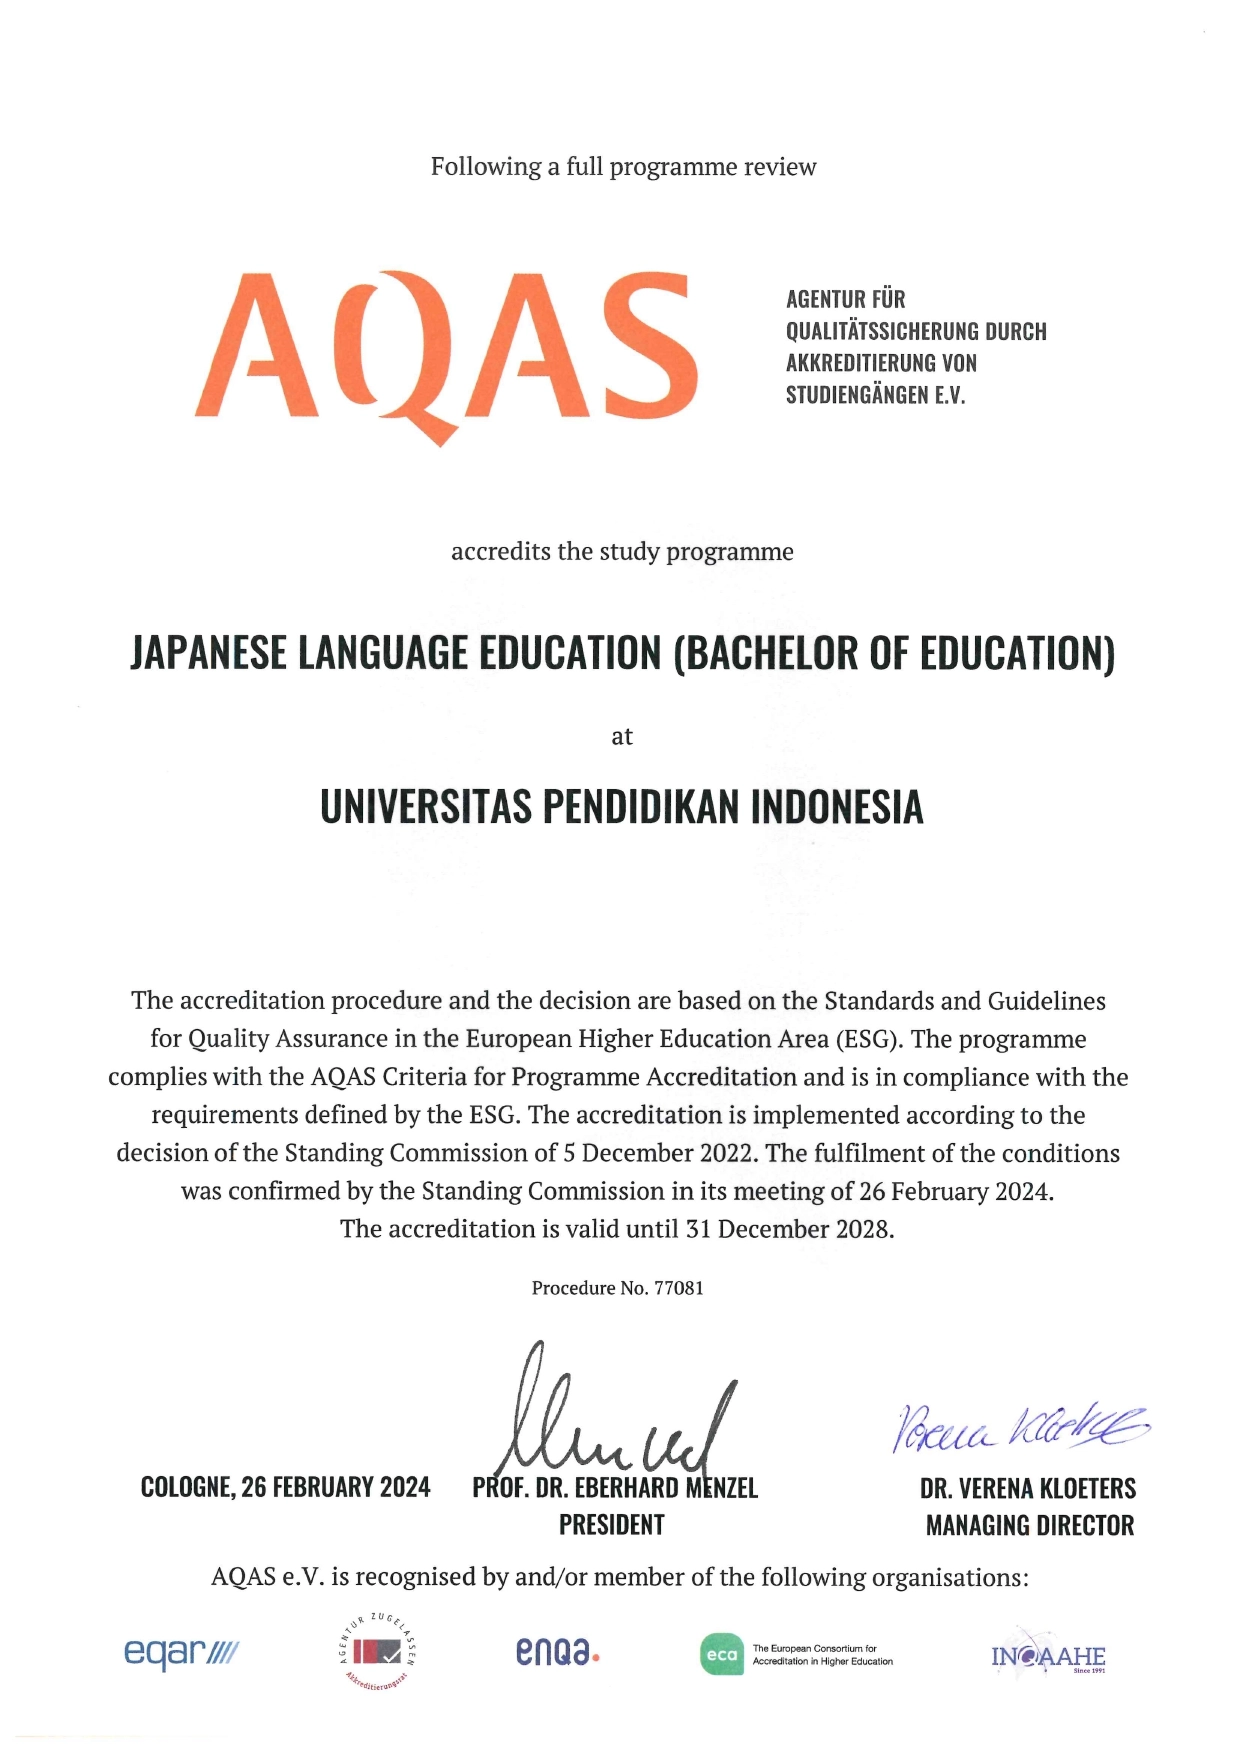 Following a full programme review
AQAS
AGENTUR FÜR
QUALITÄTSSICHERUNG DURCH
AKKREDITIERUNG VON
STUDIENGÄNGEN E.V.
accredits the study programme
JAPANESE LANGUAGE EDUCATION (BACHELOR OF EDUCATION)
at
UNIVERSITAS PENDIDIKAN INDONESIA
The accreditation procedure and the decision are based on the Standards and Guidelines
for Quality Assurance in the European Higher Education Area (ESG). The programme
complies with the AQAS Criteria for Programme Accreditation and is in compliance with the
requirements defined by the ESG. The accreditation is implemented according to the
decision of the Standing Commission of 5 December 2022. The fulfilment of the conditions
was confirmed by the Standing Commission in its meeting of 26 February 2024.
The accreditation is valid until 31 December 2028.
Procedure No. 77081
Menzel
Verena Kloeters
COLOGNE, 26 FEBRUARY 2024
PROF. DR. EBERHARD MENZEL
PRESIDENT
DR. VERENA KLOETERS
MANAGING DIRECTOR
AQAS e.V. is recognised by and/or member of the following organisations:
eqar
AGENTUR ZUGELASSEN
Akkreditierungsrat
enqa.
eca
The European Consortium for
Accreditation in Higher Education
INQAAHE
Since 1991